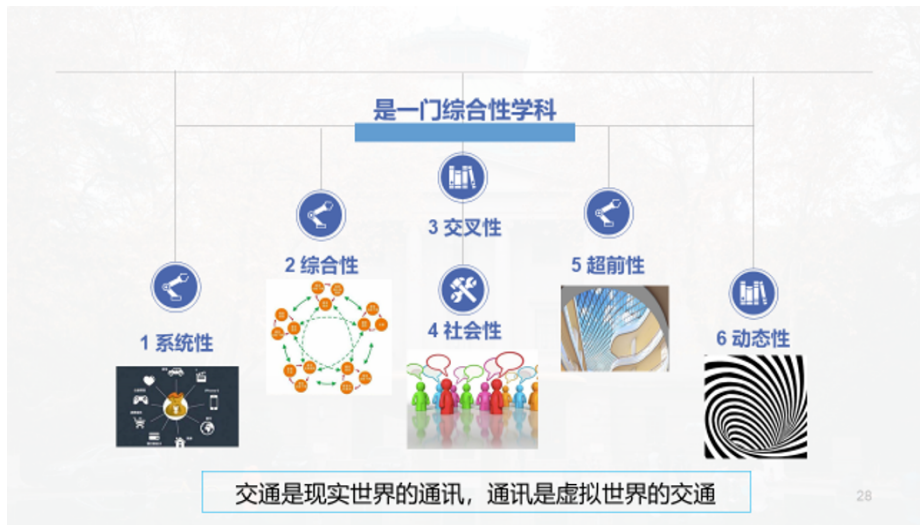 是一门综合性学科
3 交叉性
2 综合性
5 超前性
4 社会性
6 动态性
1 系统性
交通是现实世界的通讯，通讯是虚拟世界的交通
28